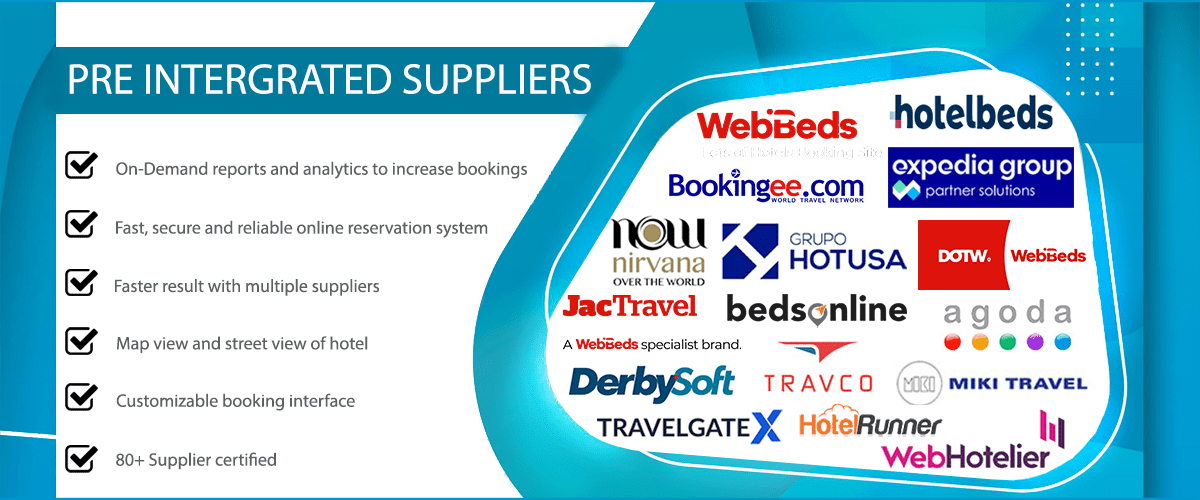 PRE INTERGRATED SUPPLIERS
On-Demand reports and analytics to increase bookings
Fast, secure and reliable online reservation system
Faster result with multiple suppliers
Map view and street view of hotel
Customizable booking interface
80+ Supplier certified
WebBeds
Lots of Hotels Booking Site
hotelbeds
Bookingee.com
WORLD TRAVEL NETWORK
expedia group
partner solutions
now
nirvana
OVER THE WORLD
GRUPO
HOTUSA
DOTW.
WebBeds
JacTravel
A WebBeds specialist brand.
bedsonline
agoda
DerbySoft
TRAVCO
MIKI
MIKI TRAVEL
TRAVELGATE X
HotelRunner
WebHotelier